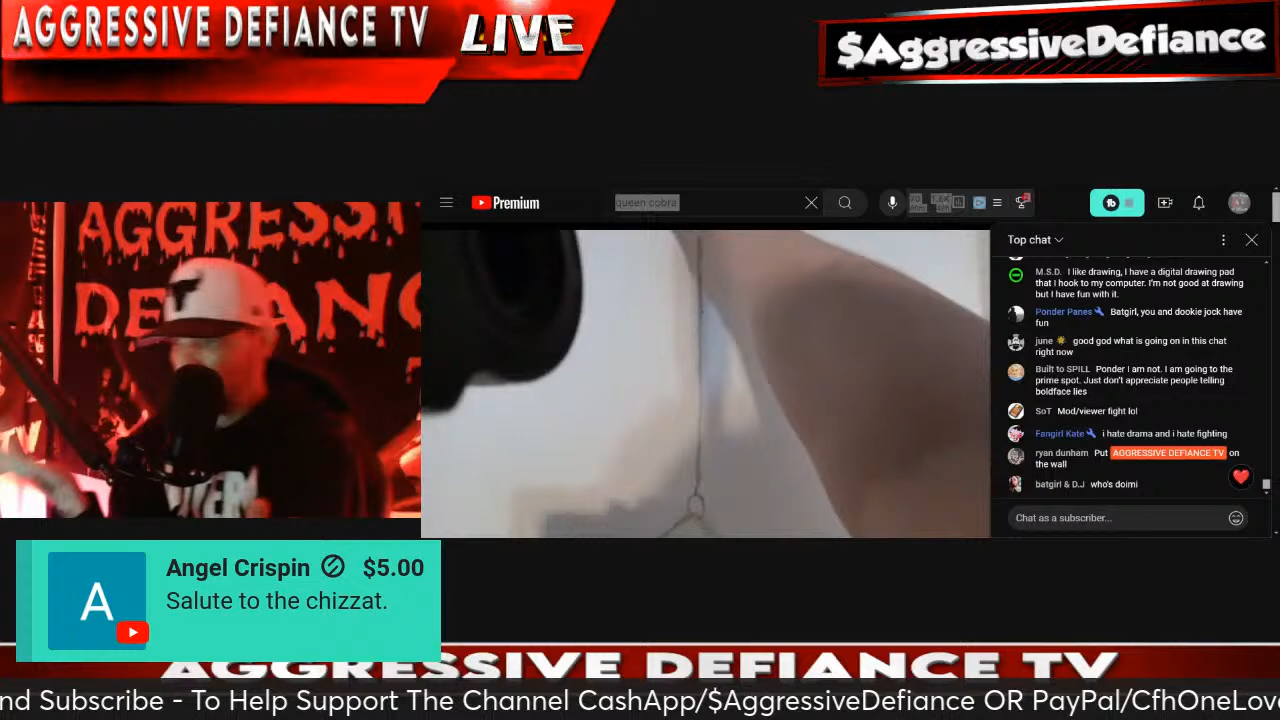 AGGRESSIVE DEFIANCE TV
LIVE
$AggressiveDefiance
AGGRESS
DE ANC
Premium
queen cobra
Top chat
M.S.D. I like drawing, I have a digital drawing pad
that I hook to my computer. I'm not good at drawing
but I have fun with it.
Ponder Panes Batgirl, you and dookie jock have
fun
june good god what is going on in this chat
right now
Built to SPILL Ponder I am not. I am going to the
prime spot. Just don't appreciate people telling
boldface lies
SoT Mod/viewer fight lol
Fangirl Kate i hate drama and i hate fighting
ryan dunham Put AGGRESSIVE DEFIANCE TV on
the wall
batgirl & D.J who's doimi
Chat as a subscriber...
A
Angel Crispin $5.00
Salute to the chizzat.
AGGRESSIVE DEFIANCE TV
nd Subscribe - To Help Support The Channel CashApp/$AggressiveDefiance OR PayPal/CfhOneLov